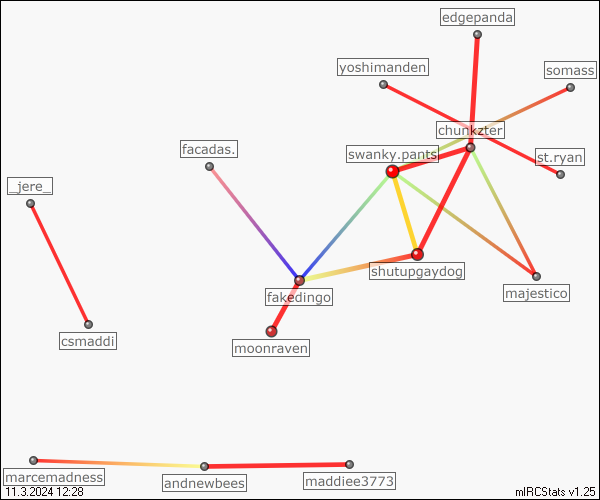 edgepanda
yoshimanden
somass
chunkzter
facadas.
swanky.pants
st.ryan
_jere_
shutupgaydog
fakedingo
majestico
csmaddi
moonraven
marcemadness
andnewbees
maddiee3773
11.3.2024 12:28
mIRCStats v1.25